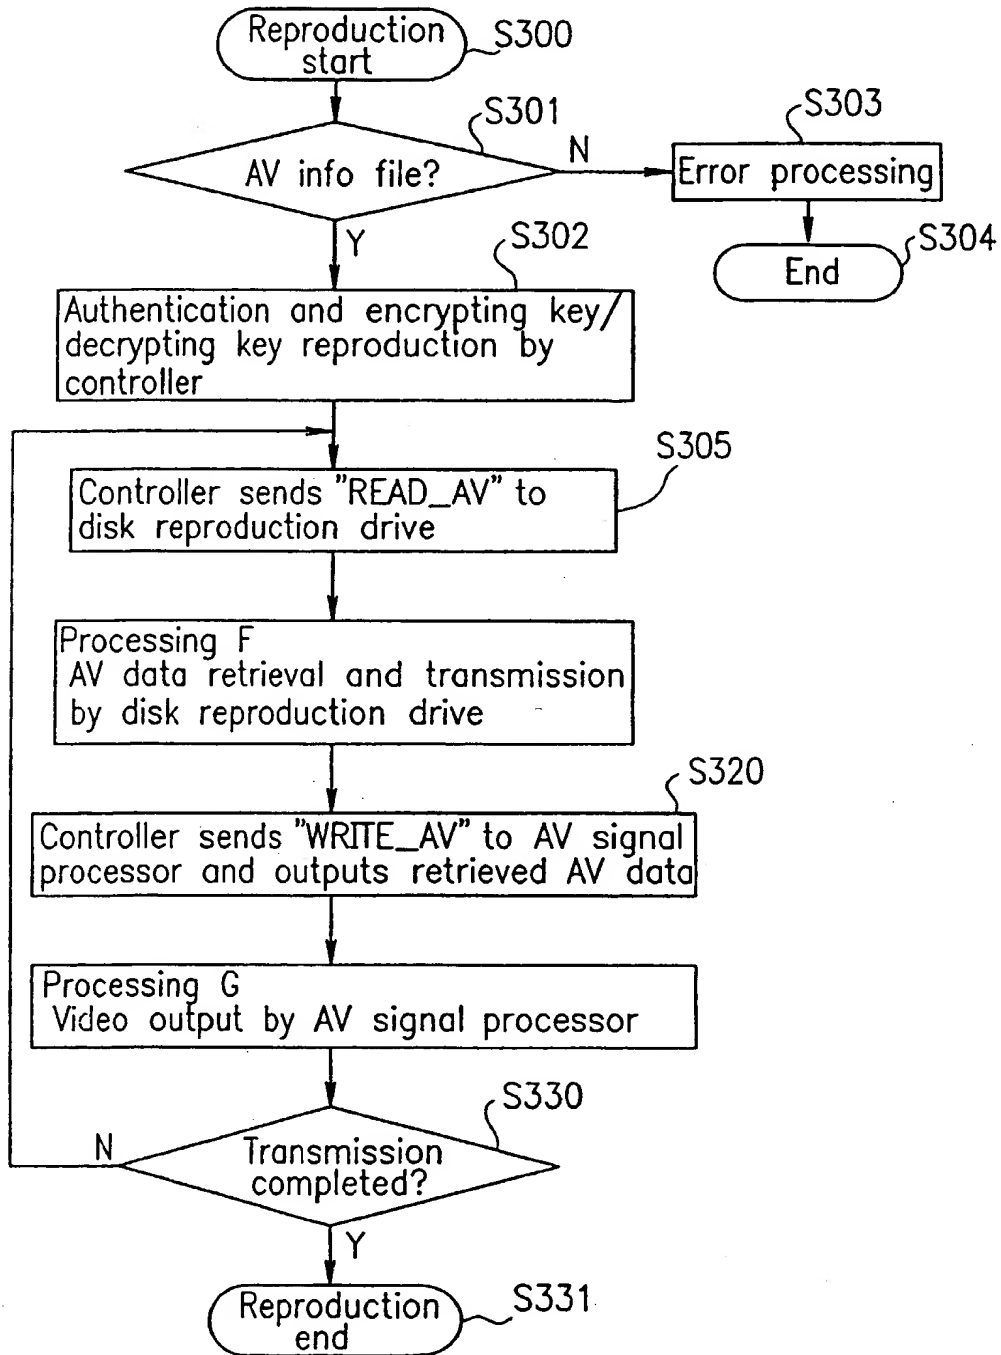 Reproduction
start
S300
S301
AV info file?
N
S303
Error processing
Y
S302
S304
End
Authentication and encrypting key/
decrypting key reproduction by
controller
S305
Controller sends "READ_AV" to
disk reproduction drive
Processing F
AV data retrieval and transmission
by disk reproduction drive
S320
Controller sends "WRITE_AV" to AV signal
processor and outputs retrieved AV data
Processing G
Video output by AV signal processor
S330
N
Transmission
completed?
Y
Reproduction
end
S331